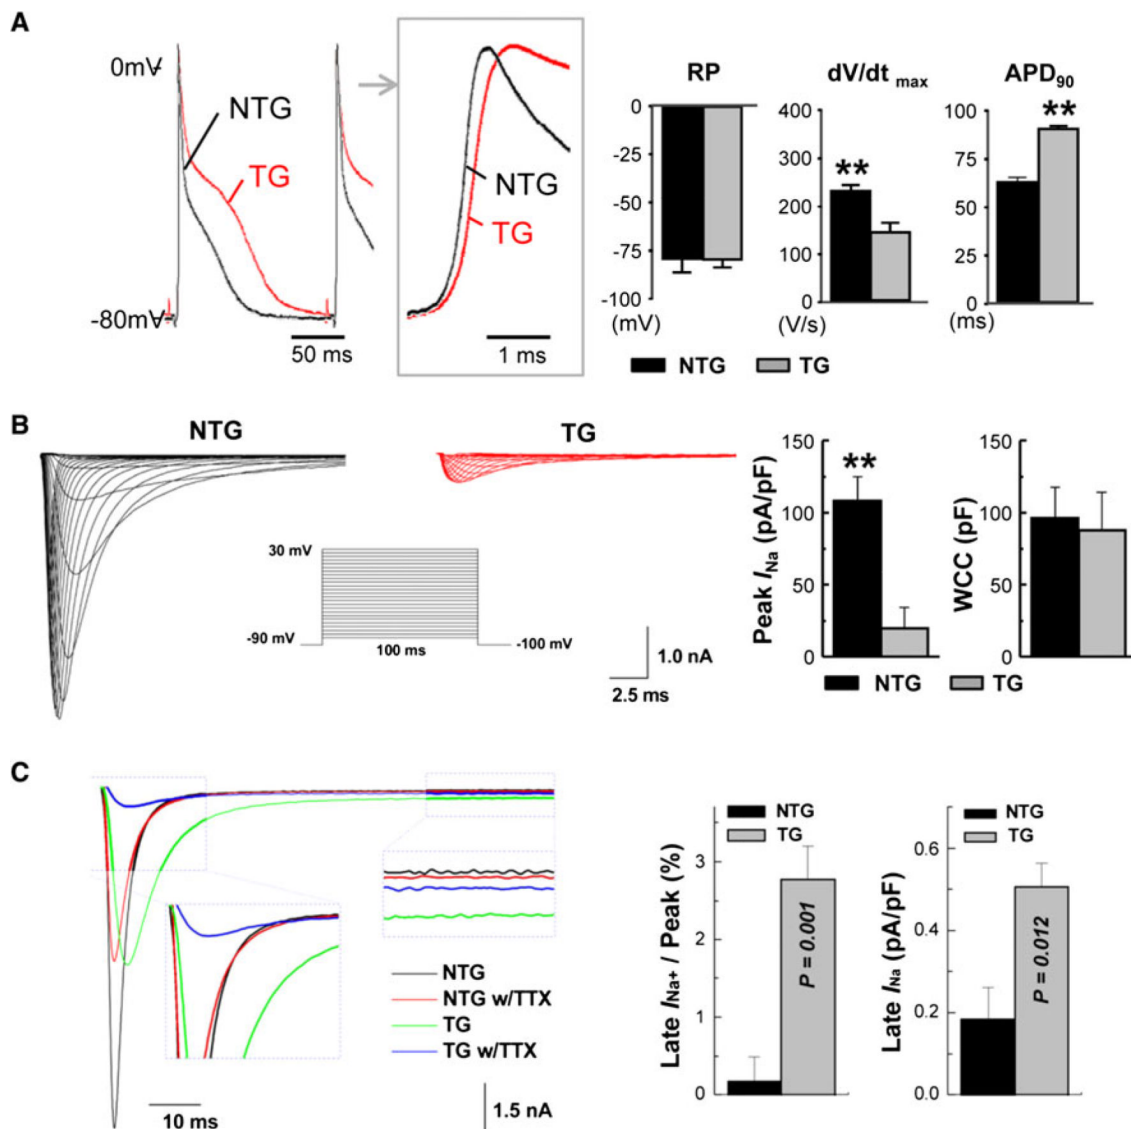 A
0mV
NTG
TG
-80mV
50 ms
NTG
TG
1 ms
RP
0
-25
-50
-75
-100
(mV)
dV/dt max
400
300
200
100
0
(V/s)
**
APD90
100
75
50
25
0
(ms)
**
NTG TG
B
NTG
TG
30 mV
-90 mV
100 ms
-100 mV
1.0 nA
2.5 ms
Peak INa (pA/pF)
150
100
50
0
**
WCC (pF)
150
100
50
0
NTG TG
C
NTG
NTG w/TTX
TG
TG w/TTX
10 ms
1.5 nA
NTG
TG
Late INa+ / Peak (%)
3
2
1
0
P = 0.001
NTG
TG
Late INa (pA/pF)
0.6
0.4
0.2
0.0
P = 0.012